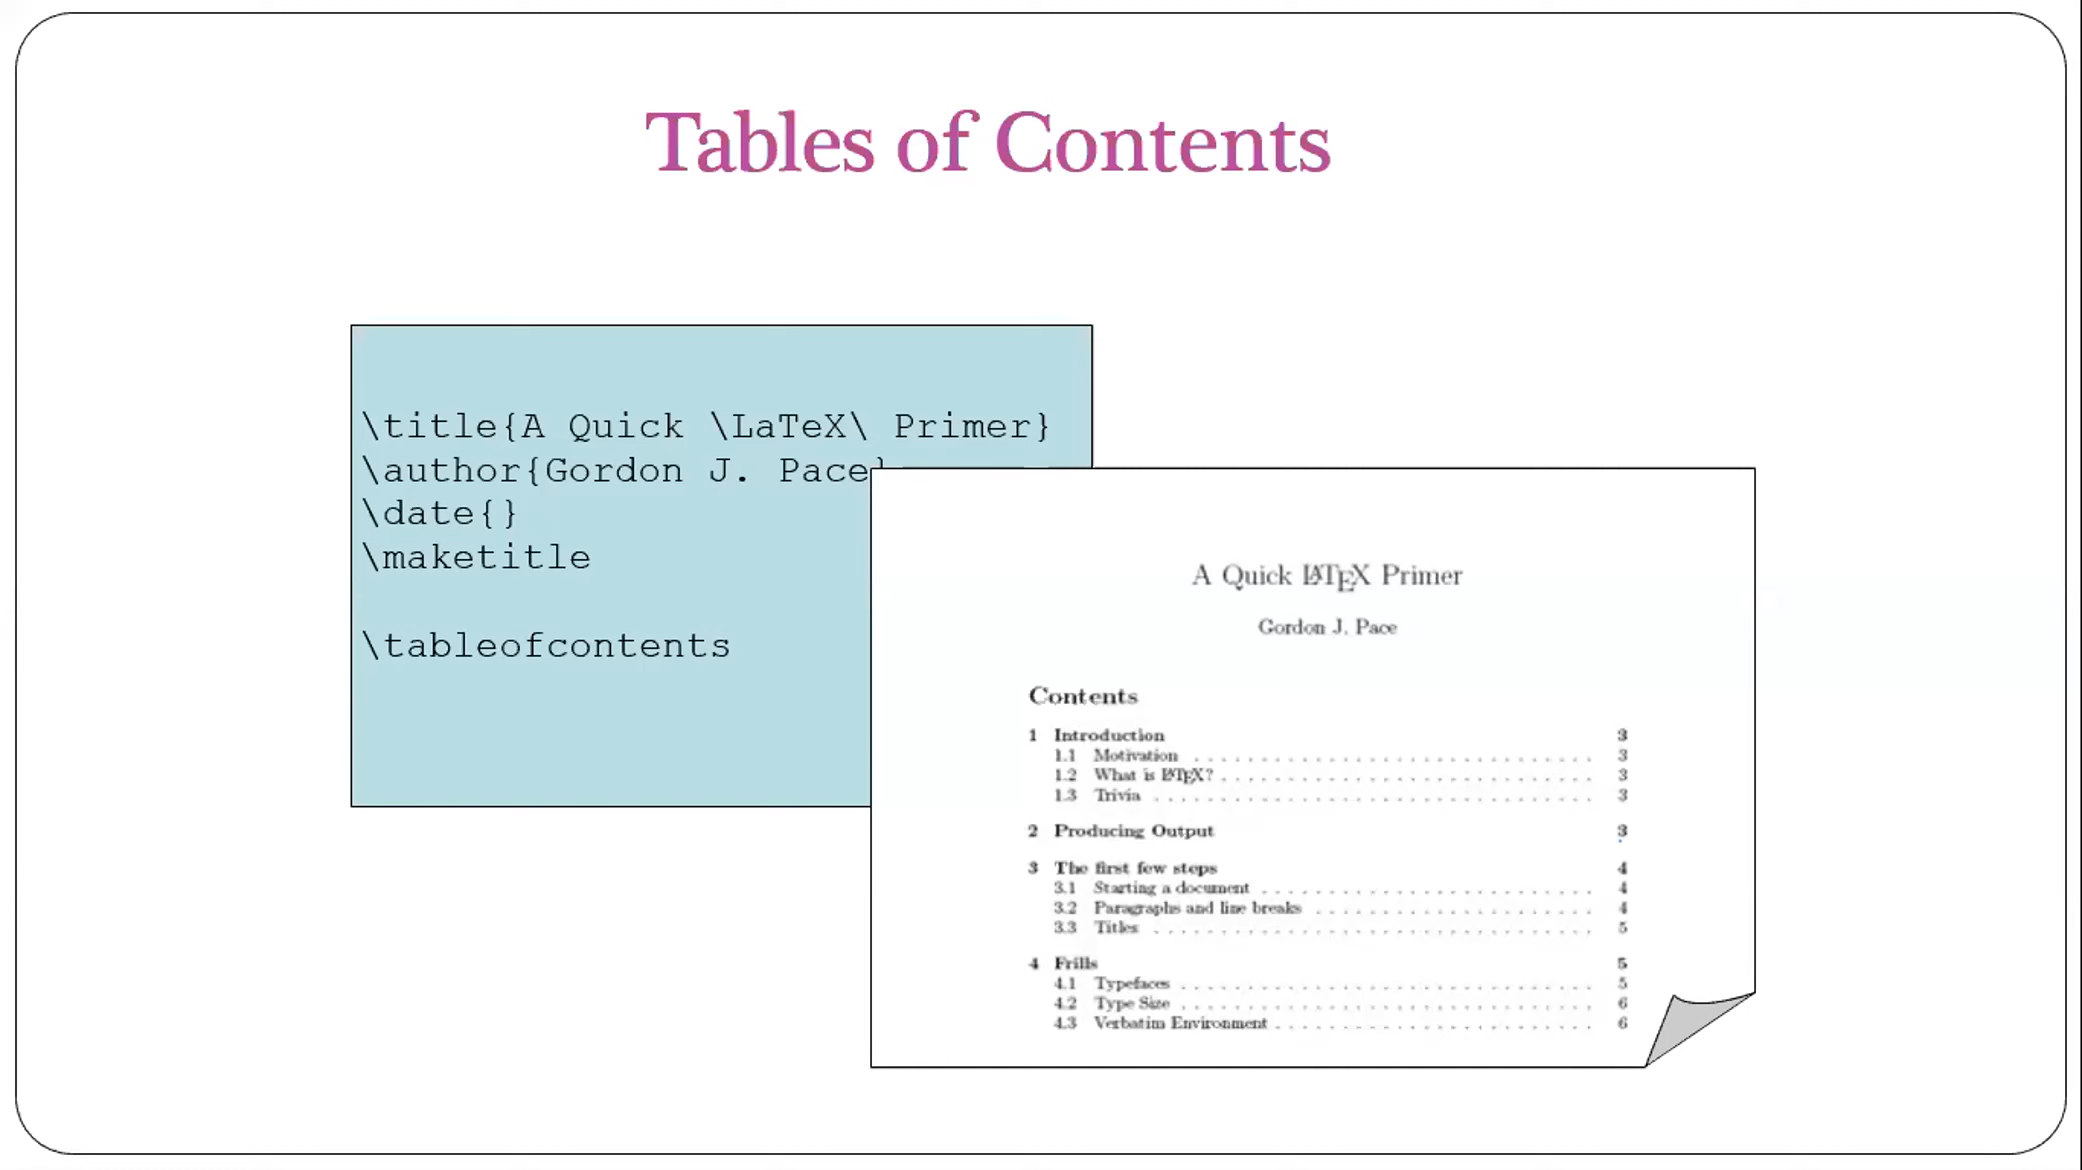 Tables of Contents
\title{A Quick \LaTeX\ Primer}
\author{Gordon J. Pace}
\date{}
\maketitle
\tableofcontents
A Quick LATEX Primer
Gordon J. Pace
Contents
1 Introduction 3
1.1 Motivation . . . . . . . . . . . . . . . . . . . . . . . . . . . . . . 3
1.2 What is LATEX? . . . . . . . . . . . . . . . . . . . . . . . . . . . . 3
1.3 Trivia . . . . . . . . . . . . . . . . . . . . . . . . . . . . . . . . . 3
2 Producing Output 3
3 The first few steps 4
3.1 Starting a document . . . . . . . . . . . . . . . . . . . . . . . . . 4
3.2 Paragraphs and line breaks . . . . . . . . . . . . . . . . . . . . . 4
3.3 Titles . . . . . . . . . . . . . . . . . . . . . . . . . . . . . . . . . 5
4 Frills 5
4.1 Typefaces . . . . . . . . . . . . . . . . . . . . . . . . . . . . . . . 5
4.2 Type Size . . . . . . . . . . . . . . . . . . . . . . . . . . . . . . . 6
4.3 Verbatim Environment . . . . . . . . . . . . . . . . . . . . . . . . 6